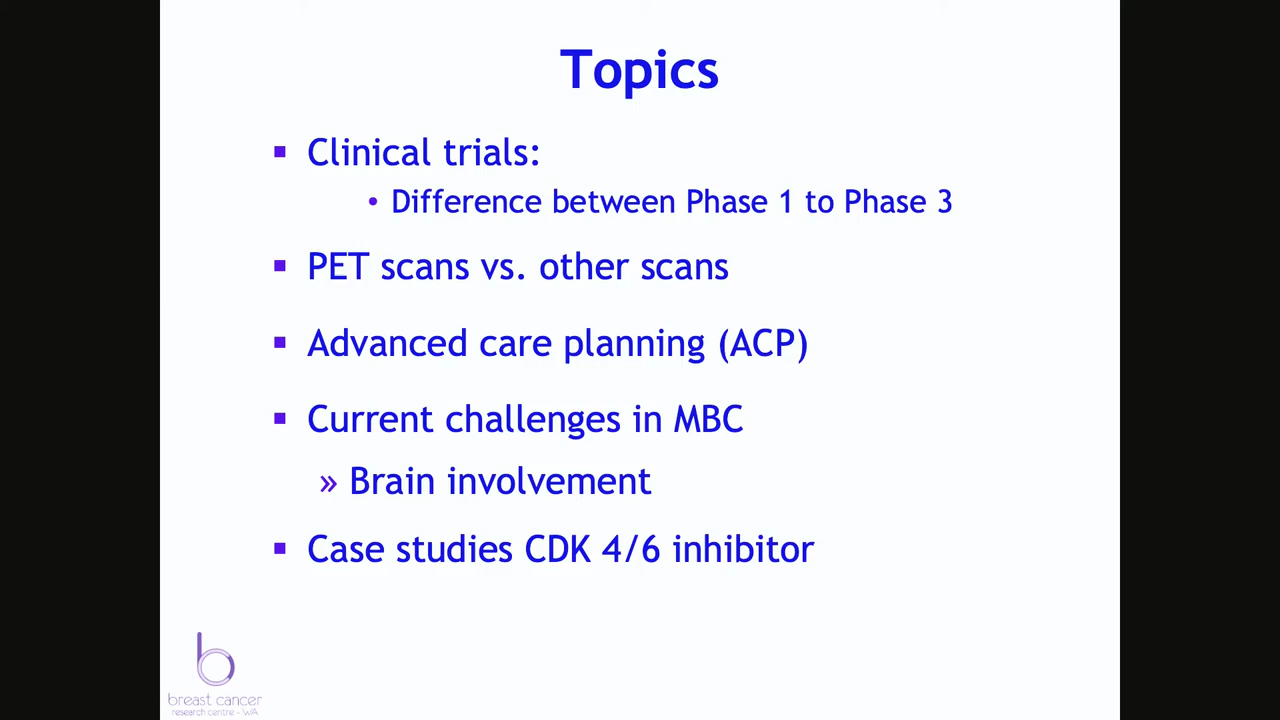 Topics
▪ Clinical trials:
• Difference between Phase 1 to Phase 3
▪ PET scans vs. other scans
▪ Advanced care planning (ACP)
▪ Current challenges in MBC
» Brain involvement
▪ Case studies CDK 4/6 inhibitor
b
breast cancer
research centre - WA